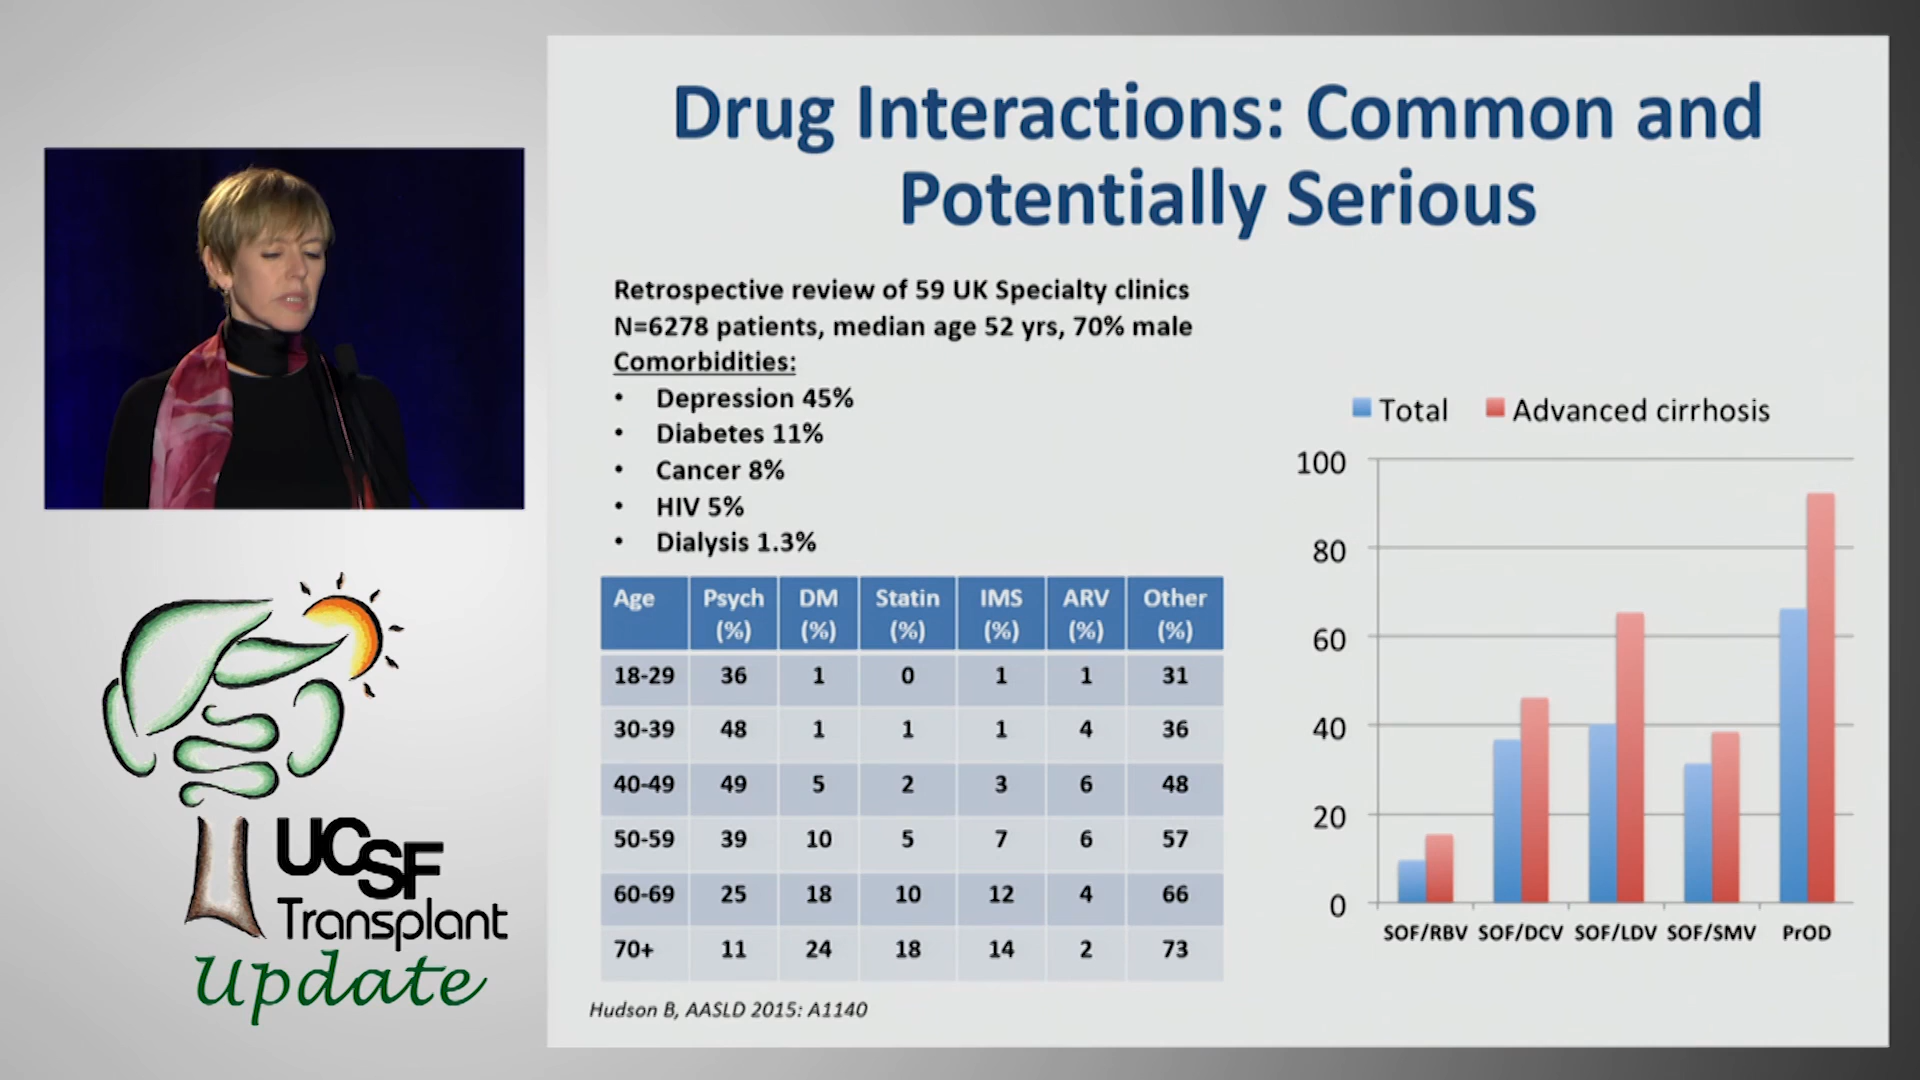 Drug Interactions: Common and
Potentially Serious
Retrospective review of 59 UK Specialty clinics
N=6278 patients, median age 52 yrs, 70% male
Comorbidities:
• Depression 45%
• Diabetes 11%
• Cancer 8%
• HIV 5%
• Dialysis 1.3%
Age Psych (%) DM (%) Statin (%) IMS (%) ARV (%) Other (%)
18-29 36 1 0 1 1 31
30-39 48 1 1 1 4 36
40-49 49 5 2 3 6 48
50-59 39 10 5 7 6 57
60-69 25 18 10 12 4 66
70+ 11 24 18 14 2 73
Hudson B, AASLD 2015: A1140
Total Advanced cirrhosis
100
80
60
40
20
0
SOF/RBV SOF/DCV SOF/LDV SOF/SMV PrOD
UCSF
Transplant
Update